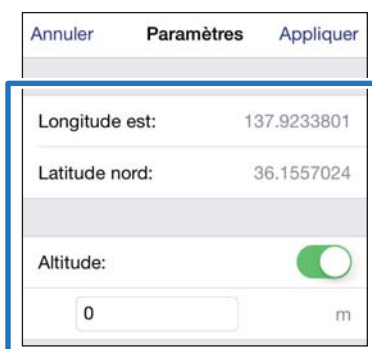 Annuler Paramètres Appliquer
Longitude est: 137.9233801
Latitude nord: 36.1557024
Altitude:
0 m